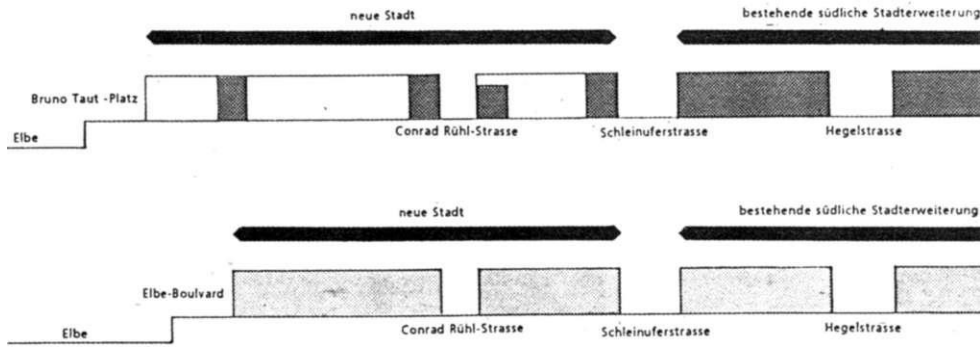 neue Stadt
bestehende südliche Stadterweiterung
Bruno Taut -Platz
Elbe
Conrad Rühl-Strasse
Schleinuferstrasse
Hegelstrasse
neue Stadt
bestehende südliche Stadterweiterung
Elbe-Boulvard
Elbe
Conrad Rühl-Strasse
Schleinuferstrasse
Hegelstrasse